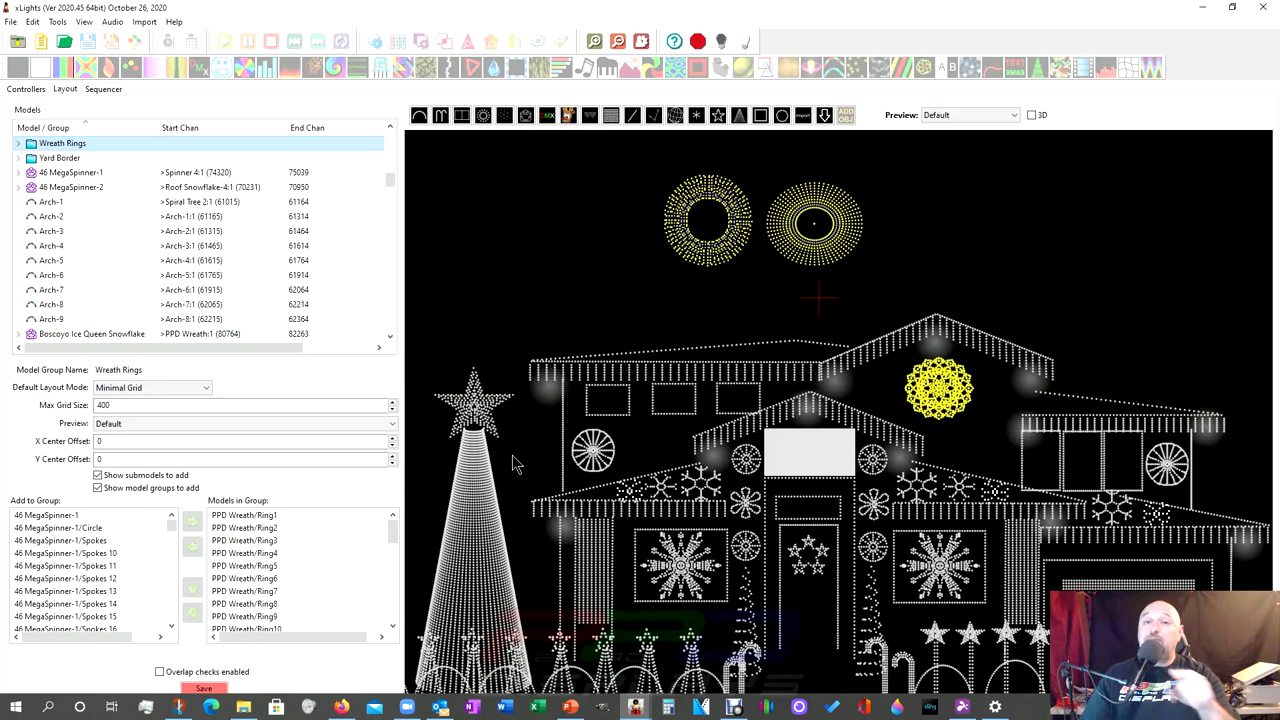 xLights (Ver 2020.45 64bit) October 26, 2020
File Edit Tools View Audio Import Help
Controllers Layout Sequencer
Models
Preview: Default 3D
Model / Group Start Chan End Chan
Wreath Rings
Yard Border
46 MegaSpinner-1 >Spinner 4:1 (74320) 75039
46 MegaSpinner-2 >Roof Snowflake-4:1 (70231) 70950
Arch-1 >Spiral Tree 2:1 (61015) 61164
Arch-2 >Arch-1:1 (61165) 61314
Arch-3 >Arch-2:1 (61315) 61464
Arch-4 >Arch-3:1 (61465) 61614
Arch-5 >Arch-4:1 (61615) 61764
Arch-6 >Arch-5:1 (61765) 61914
Arch-7 >Arch-6:1 (61915) 62064
Arch-8 >Arch-7:1 (62065) 62214
Arch-9 >Arch-8:1 (62215) 62364
Boscoyo Ice Queen Snowflake >PPD Wreath:1 (80764) 82263
Model Group Name: Wreath Rings
Default Layout Mode: Minimal Grid
Max Grid Size: 400
Preview: Default
X Center Offset: 0
Y Center Offset: 0
Show submodels to add
Show model groups to add
Add to Group: Models in Group:
46 MegaSpinner-1 PPD Wreath/Ring1
46 MegaSpinner-1/Circle PPD Wreath/Ring2
46 MegaSpinner-1/Spokes PPD Wreath/Ring3
46 MegaSpinner-1/Spokes 10 PPD Wreath/Ring4
46 MegaSpinner-1/Spokes 11 PPD Wreath/Ring5
46 MegaSpinner-1/Spokes 12 PPD Wreath/Ring6
46 MegaSpinner-1/Spokes 13 PPD Wreath/Ring7
46 MegaSpinner-1/Spokes 14 PPD Wreath/Ring8
46 MegaSpinner-1/Spokes 15 PPD Wreath/Ring9
46 MegaSpinner-1/Spokes 16 PPD Wreath/Ring10
Overlap checks enabled
Save